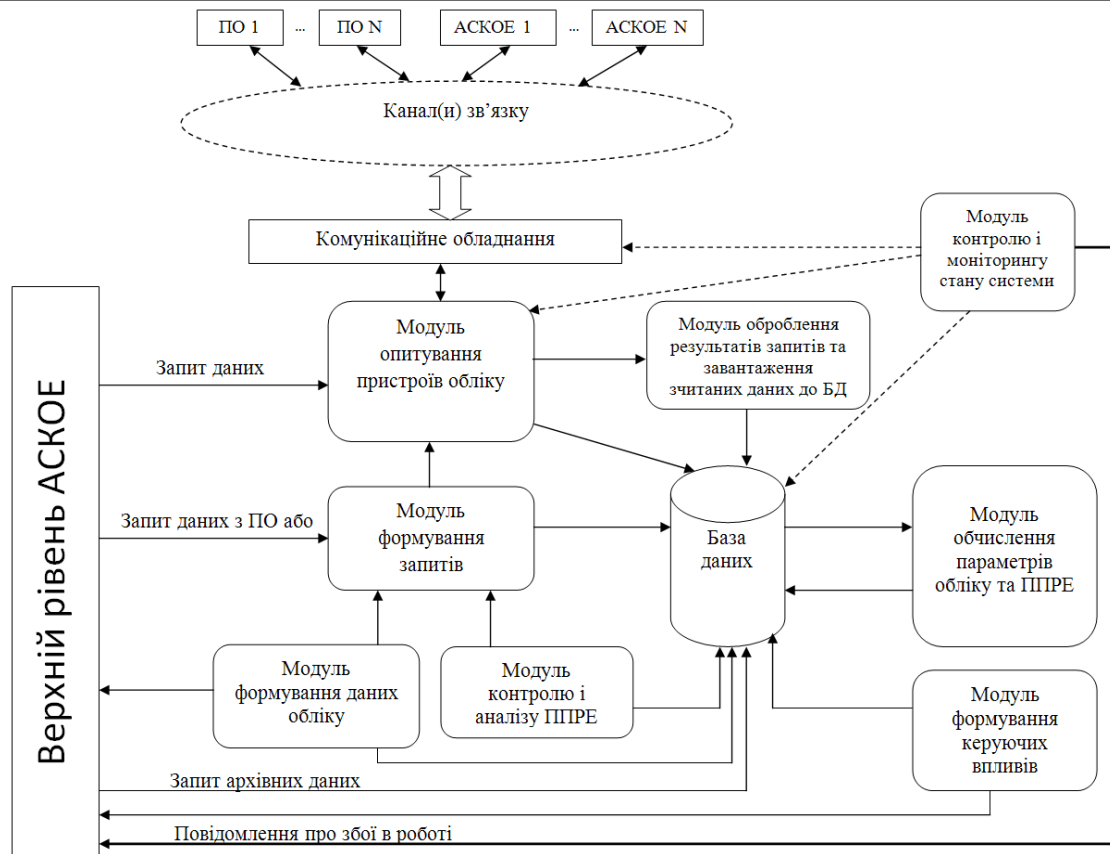 ПО 1
...
ПО N
АСКОЕ 1
...
АСКОЕ N
Канал(и) зв’язку
Комунікаційне обладнання
Модуль
контролю і
моніторингу
стану системи
Верхній рівень АСКОЕ
Запит даних
Модуль
опитування
пристроїв обліку
Модуль оброблення
результатів запитів та
завантаження
зчитаних даних до БД
Запит даних з ПО або
Модуль
формування
запитів
База
даних
Модуль
обчислення
параметрів
обліку та ППРЕ
Модуль
формування даних
обліку
Модуль
контролю і
аналізу ППРЕ
Модуль
формування
керуючих
впливів
Запит архівних даних
Повідомлення про збої в роботі